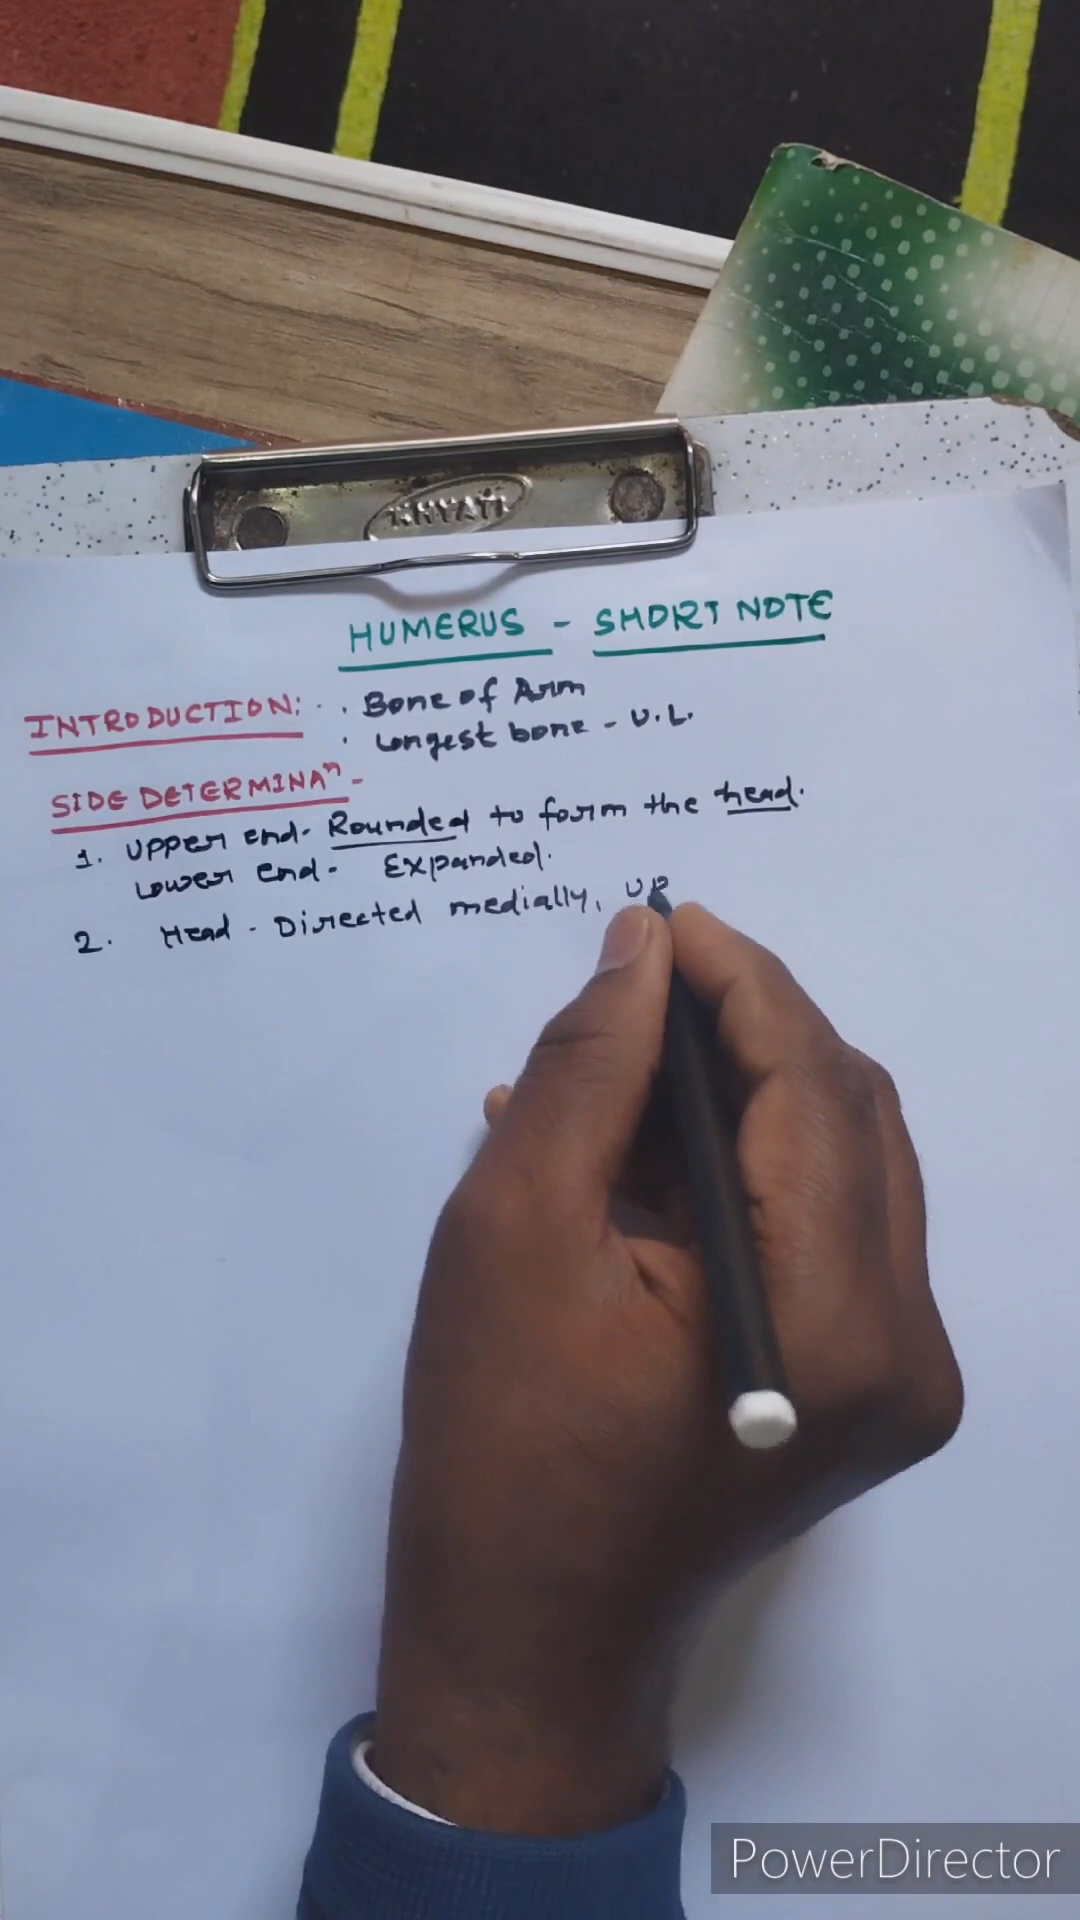 KHYATI
HUMERUS - SHORT NOTE
INTRODUCTION: . Bone of Arm
. Longest bone - U.L.
SIDE DETERMINAⁿ -
1. Upper end - Rounded to form the head.
Lower end - Expanded.
2. Head - Directed medially, UP
PowerDirector